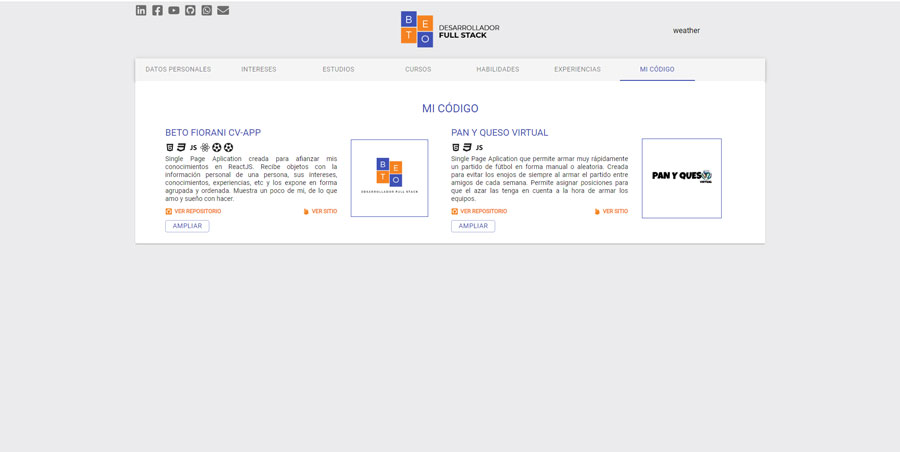 B E T O
DESARROLLADOR
FULL STACK
weather
DATOS PERSONALES INTERESES ESTUDIOS CURSOS HABILIDADES EXPERIENCIAS MI CÓDIGO
MI CÓDIGO
BETO FIORANI CV-APP
JS
Single Page Aplication creada para afianzar mis
conocimientos en ReactJS. Recibe objetos con la
información personal de una persona, sus intereses,
conocimientos, experiencias, etc y los expone en forma
agrupada y ordenada. Muestra un poco de mí, de lo que
amo y sueño con hacer.
VER REPOSITORIO VER SITIO
AMPLIAR
B E T O
DESARROLLADOR FULL STACK
PAN Y QUESO VIRTUAL
JS
Single Page Aplication que permite armar muy rápidamente
un partido de fútbol en forma manual o aleatoria. Creada
para evitar los enojos de siempre al armar el partido entre
amigos de cada semana. Permite asignar posiciones para
que el azar las tenga en cuenta a la hora de armar los
equipos.
VER REPOSITORIO VER SITIO
AMPLIAR
PAN Y QUESO
VIRTUAL